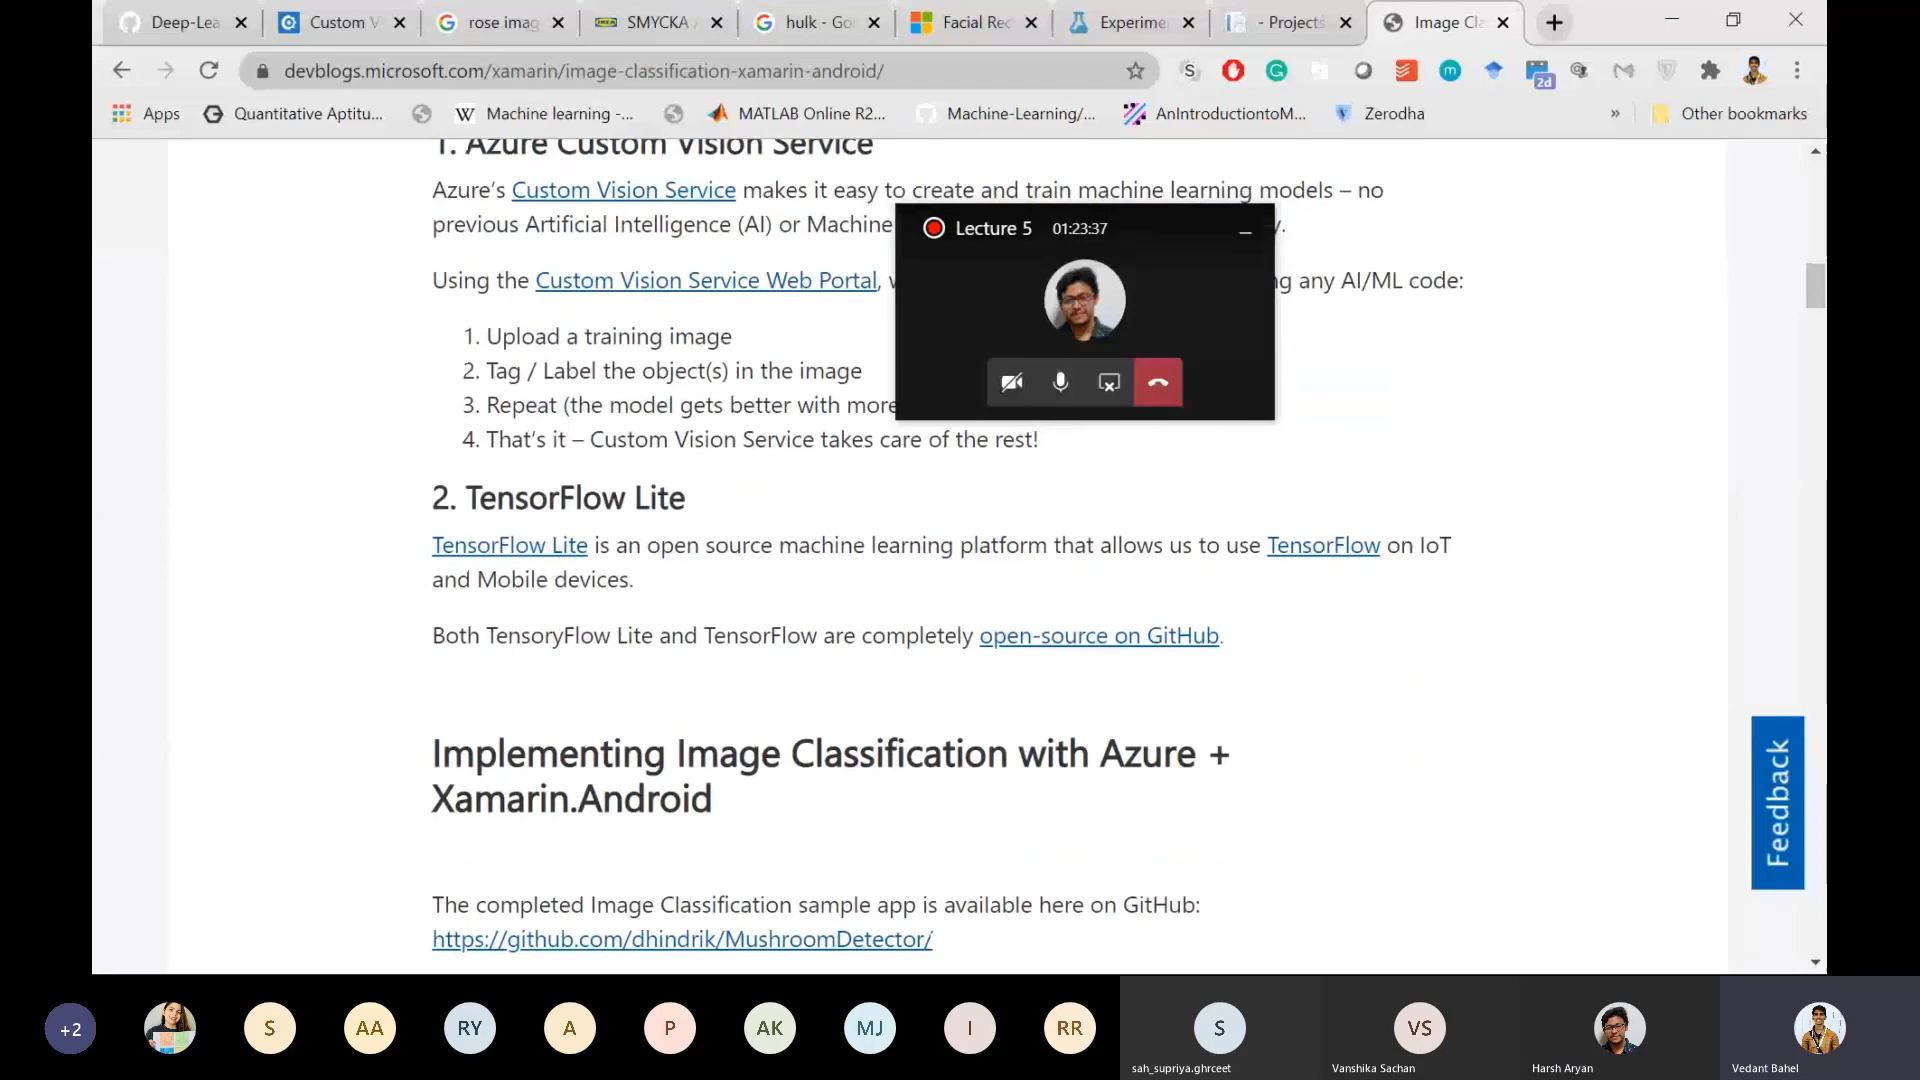 Deep-Lea
Custom V
rose imag
SMYCKA
hulk - Go
Facial Rec
Experime
- Projects
Image Cla
devblogs.microsoft.com/xamarin/image-classification-xamarin-android/
2d
Apps
Quantitative Aptitu...
Machine learning -...
MATLAB Online R2...
Machine-Learning/...
AnIntroductiontoM...
Zerodha
»
Other bookmarks
1. Azure Custom Vision Service
Azure's Custom Vision Service makes it easy to create and train machine learning models – no
previous Artificial Intelligence (AI) or Machine y.
Using the Custom Vision Service Web Portal, g any AI/ML code:
1. Upload a training image
2. Tag / Label the object(s) in the image
3. Repeat (the model gets better with more
4. That's it – Custom Vision Service takes care of the rest!
Lecture 5 01:23:37
2. TensorFlow Lite
TensorFlow Lite is an open source machine learning platform that allows us to use TensorFlow on IoT
and Mobile devices.
Both TensoryFlow Lite and TensorFlow are completely open-source on GitHub.
Implementing Image Classification with Azure +
Xamarin.Android
The completed Image Classification sample app is available here on GitHub:
https://github.com/dhindrik/MushroomDetector/
Feedback
+2
S
AA
RY
A
P
AK
MJ
I
RR
S
VS
sah_supriya.ghrceet
Vanshika Sachan
Harsh Aryan
Vedant Bahel